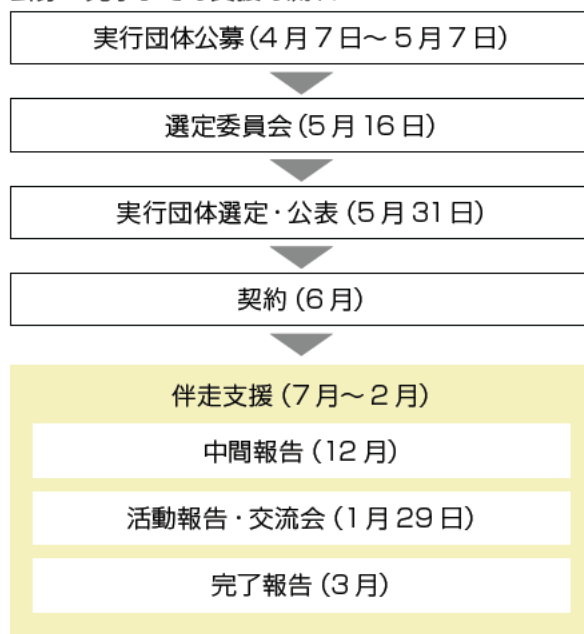 実行団体公募（4月7日～5月7日）
選定委員会（5月16日）
実行団体選定・公表（5月31日）
契約（6月）
伴走支援（7月～2月）
中間報告（12月）
活動報告・交流会（1月29日）
完了報告（3月）